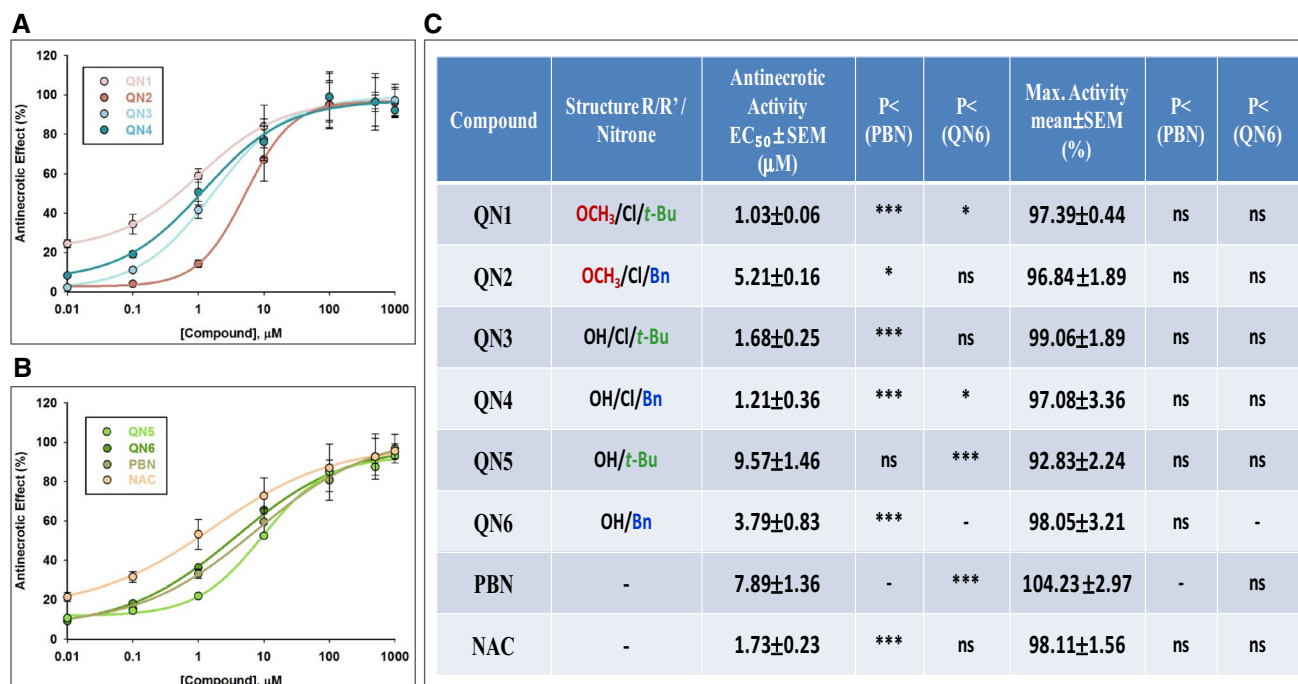 A
120
100
80
60
40
20
0
Antinecrotic Effect (%)
QN1
QN2
QN3
QN4
0.01 0.1 1 10 100 1000
[Compound], µM
B
120
100
80
60
40
20
0
Antinecrotic Effect (%)
QN5
QN6
PBN
NAC
0.01 0.1 1 10 100 1000
[Compound], µM
C
Compound
Structure R/R’/
Nitrone
Antinecrotic
Activity
EC₅₀±SEM
(µM)
P<
(PBN)
P<
(QN6)
Max. Activity
mean±SEM
(%)
P<
(PBN)
P<
(QN6)
QN1 OCH₃/Cl/t-Bu 1.03±0.06 *** * 97.39±0.44 ns ns
QN2 OCH₃/Cl/Bn 5.21±0.16 * ns 96.84±1.89 ns ns
QN3 OH/Cl/t-Bu 1.68±0.25 *** ns 99.06±1.89 ns ns
QN4 OH/Cl/Bn 1.21±0.36 *** * 97.08±3.36 ns ns
QN5 OH/t-Bu 9.57±1.46 ns *** 92.83±2.24 ns ns
QN6 OH/Bn 3.79±0.83 *** - 98.05±3.21 ns -
PBN - 7.89±1.36 - *** 104.23±2.97 - ns
NAC - 1.73±0.23 *** ns 98.11±1.56 ns ns